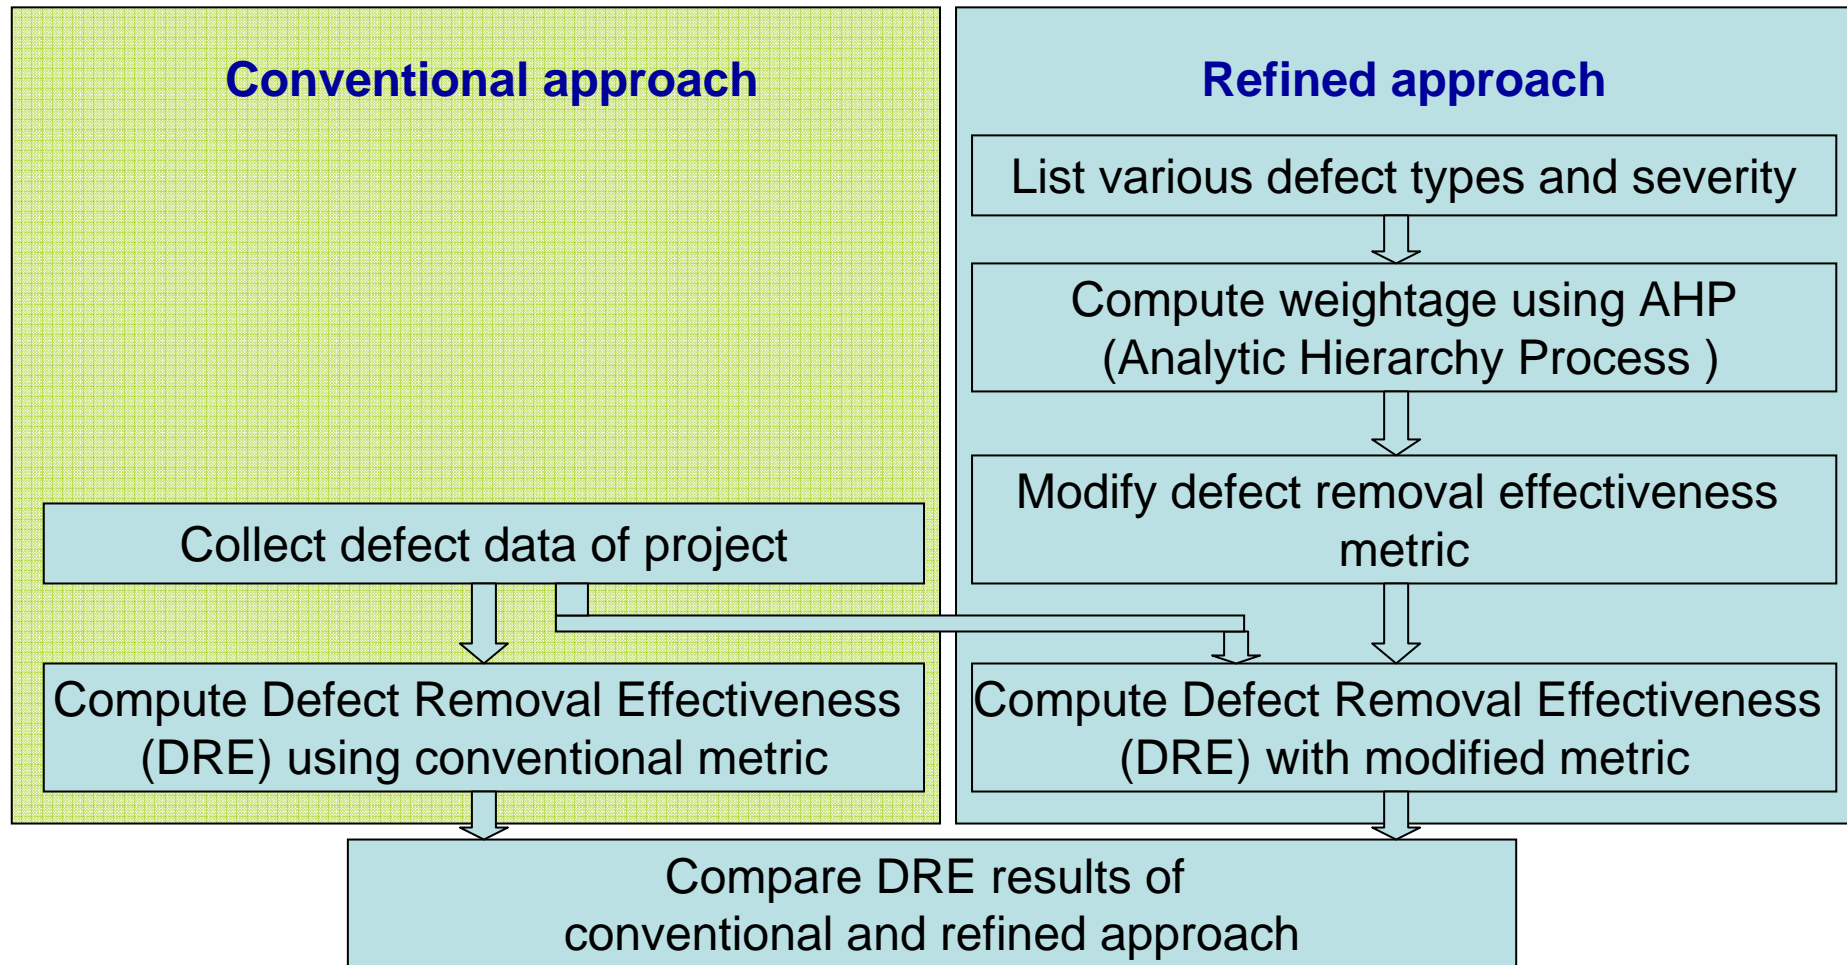 Conventional approach
Refined approach
List various defect types and severity
Compute weightage using AHP
(Analytic Hierarchy Process )
Modify defect removal effectiveness
metric
Collect defect data of project
Compute Defect Removal Effectiveness
(DRE) using conventional metric
Compute Defect Removal Effectiveness
(DRE) with modified metric
Compare DRE results of
conventional and refined approach